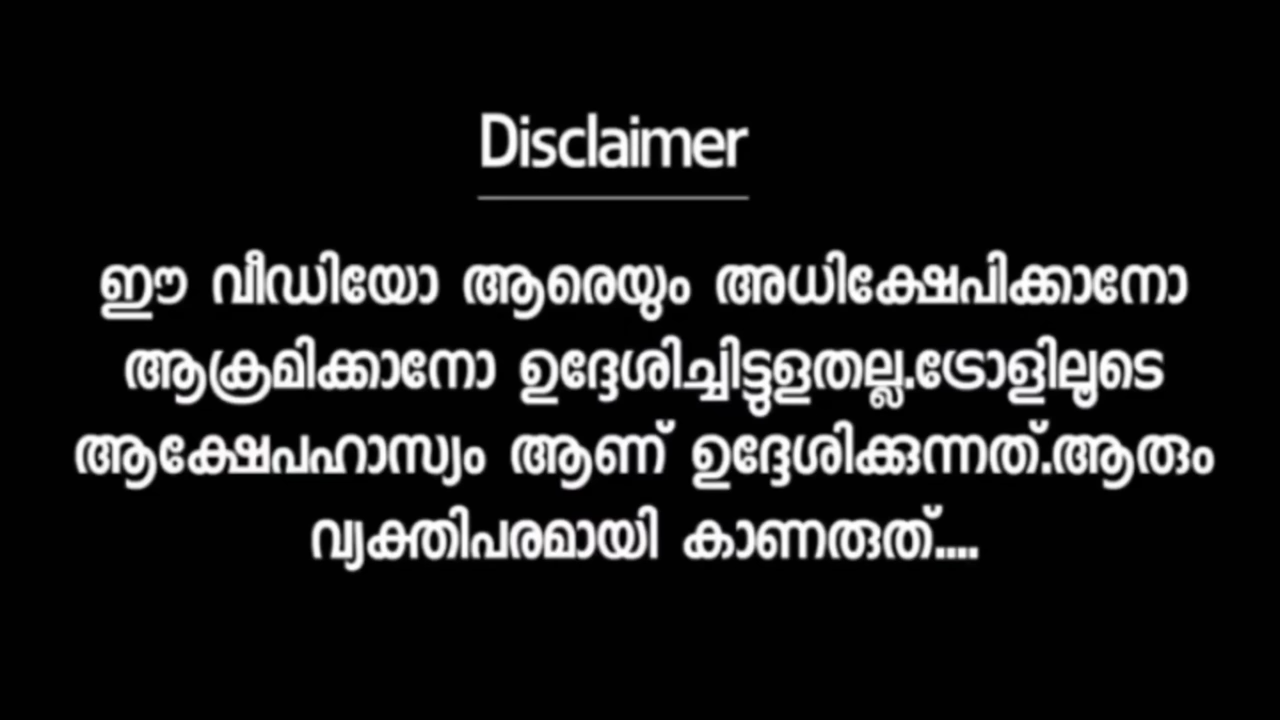 Disclaimer
ഈ വീഡിയോ ആരെയും അധിക്ഷേപിക്കാനോ
ആക്രമിക്കാനോ ഉദ്ദേശിച്ചിട്ടുളതല്ല.ട്രോളിലൂടെ
ആക്ഷേപഹാസ്യം ആണ് ഉദ്ദേശിക്കുന്നത്.ആരും
വ്യക്തിപരമായി കാണരുത്....